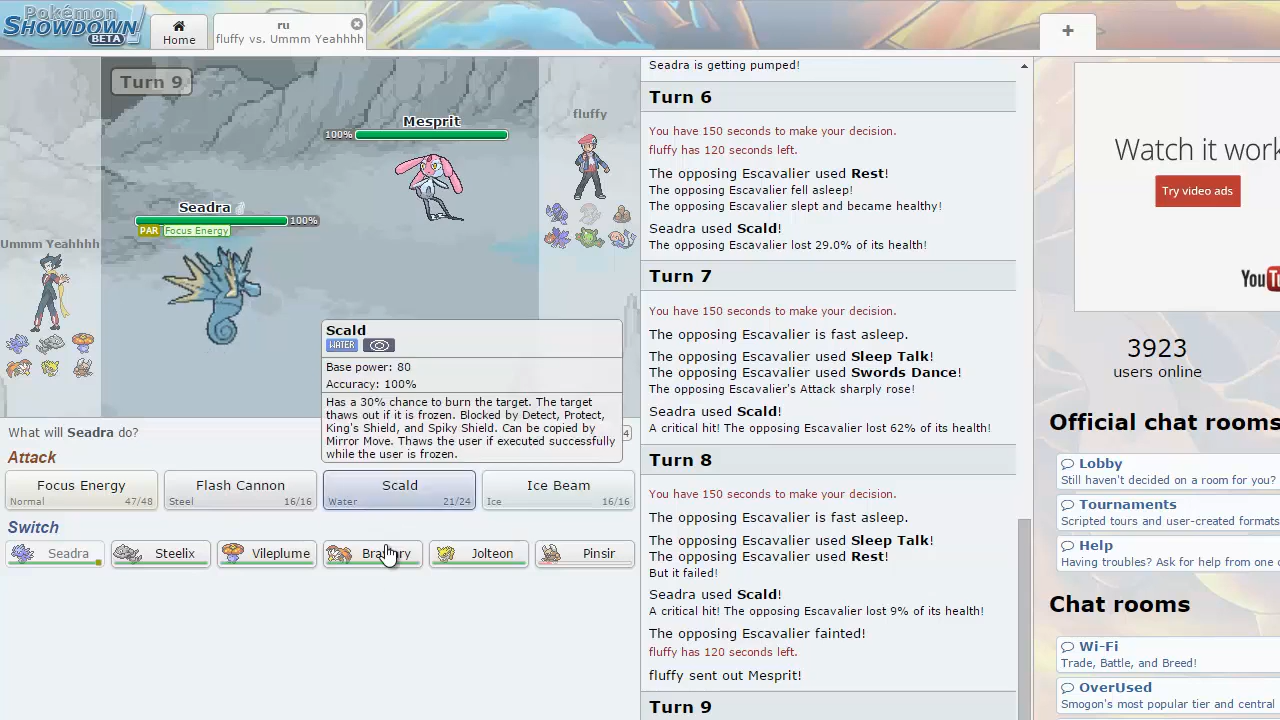 Pokémon
SHOWDOWN!
BETA
Home
ru
fluffy vs. Ummm Yeahhhh
+
Turn 9
Mesprit
100%
fluffy
Seadra
100%
PAR Focus Energy
Ummm Yeahhhh
Scald
WATER
Base power: 80
Accuracy: 100%
Has a 30% chance to burn the target. The target
thaws out if it is frozen. Blocked by Detect, Protect,
King's Shield, and Spiky Shield. Can be copied by
Mirror Move. Thaws the user if executed successfully
while the user is frozen.
What will Seadra do?
4
Attack
Focus Energy
Normal 47/48
Flash Cannon
Steel 16/16
Scald
Water 21/24
Ice Beam
Ice 16/16
Switch
Seadra
Steelix
Vileplume
Jolteon
Pinsir
Seadra is getting pumped!
Turn 6
You have 150 seconds to make your decision.
fluffy has 120 seconds left.
The opposing Escavalier used Rest!
The opposing Escavalier fell asleep!
The opposing Escavalier slept and became healthy!
Seadra used Scald!
The opposing Escavalier lost 29.0% of its health!
Turn 7
You have 150 seconds to make your decision.
The opposing Escavalier is fast asleep.
The opposing Escavalier used Sleep Talk!
The opposing Escavalier used Swords Dance!
The opposing Escavalier's Attack sharply rose!
Seadra used Scald!
A critical hit! The opposing Escavalier lost 62% of its health!
Turn 8
You have 150 seconds to make your decision.
The opposing Escavalier is fast asleep.
The opposing Escavalier used Sleep Talk!
The opposing Escavalier used Rest!
But it failed!
Seadra used Scald!
A critical hit! The opposing Escavalier lost 9% of its health!
The opposing Escavalier fainted!
fluffy has 120 seconds left.
fluffy sent out Mesprit!
Turn 9
Watch it work
Try video ads
You
3923
users online
Official chat rooms
Lobby
Still haven't decided on a room for you?
Tournaments
Scripted tours and user-created formats
Help
Having troubles? Ask for help from one
Chat rooms
Wi-Fi
Trade, Battle, and Breed!
OverUsed
Smogon's most popular tier and central